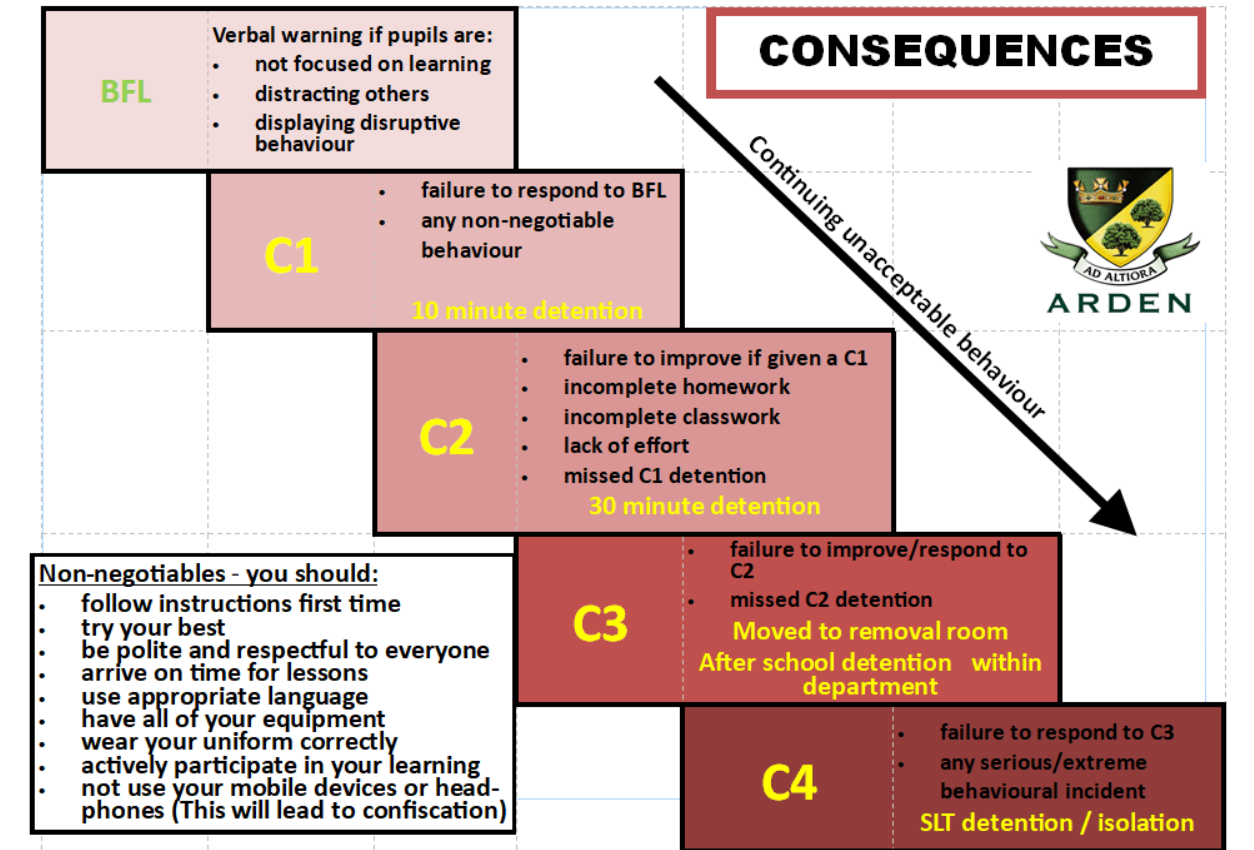 CONSEQUENCES
BFL
Verbal warning if pupils are:
• not focused on learning
• distracting others
• displaying disruptive
behaviour
Continuing unacceptable behaviour
AD ALTIORA
ARDEN
C1
• failure to respond to BFL
• any non-negotiable
behaviour
10 minute detention
C2
• failure to improve if given a C1
• incomplete homework
• incomplete classwork
• lack of effort
• missed C1 detention
30 minute detention
C3
• failure to improve/respond to
C2
• missed C2 detention
Moved to removal room
After school detention within
department
C4
• failure to respond to C3
• any serious/extreme
behavioural incident
SLT detention / isolation
Non-negotiables - you should:
• follow instructions first time
• try your best
• be polite and respectful to everyone
• arrive on time for lessons
• use appropriate language
• have all of your equipment
• wear your uniform correctly
• actively participate in your learning
• not use your mobile devices or head-
phones (This will lead to confiscation)